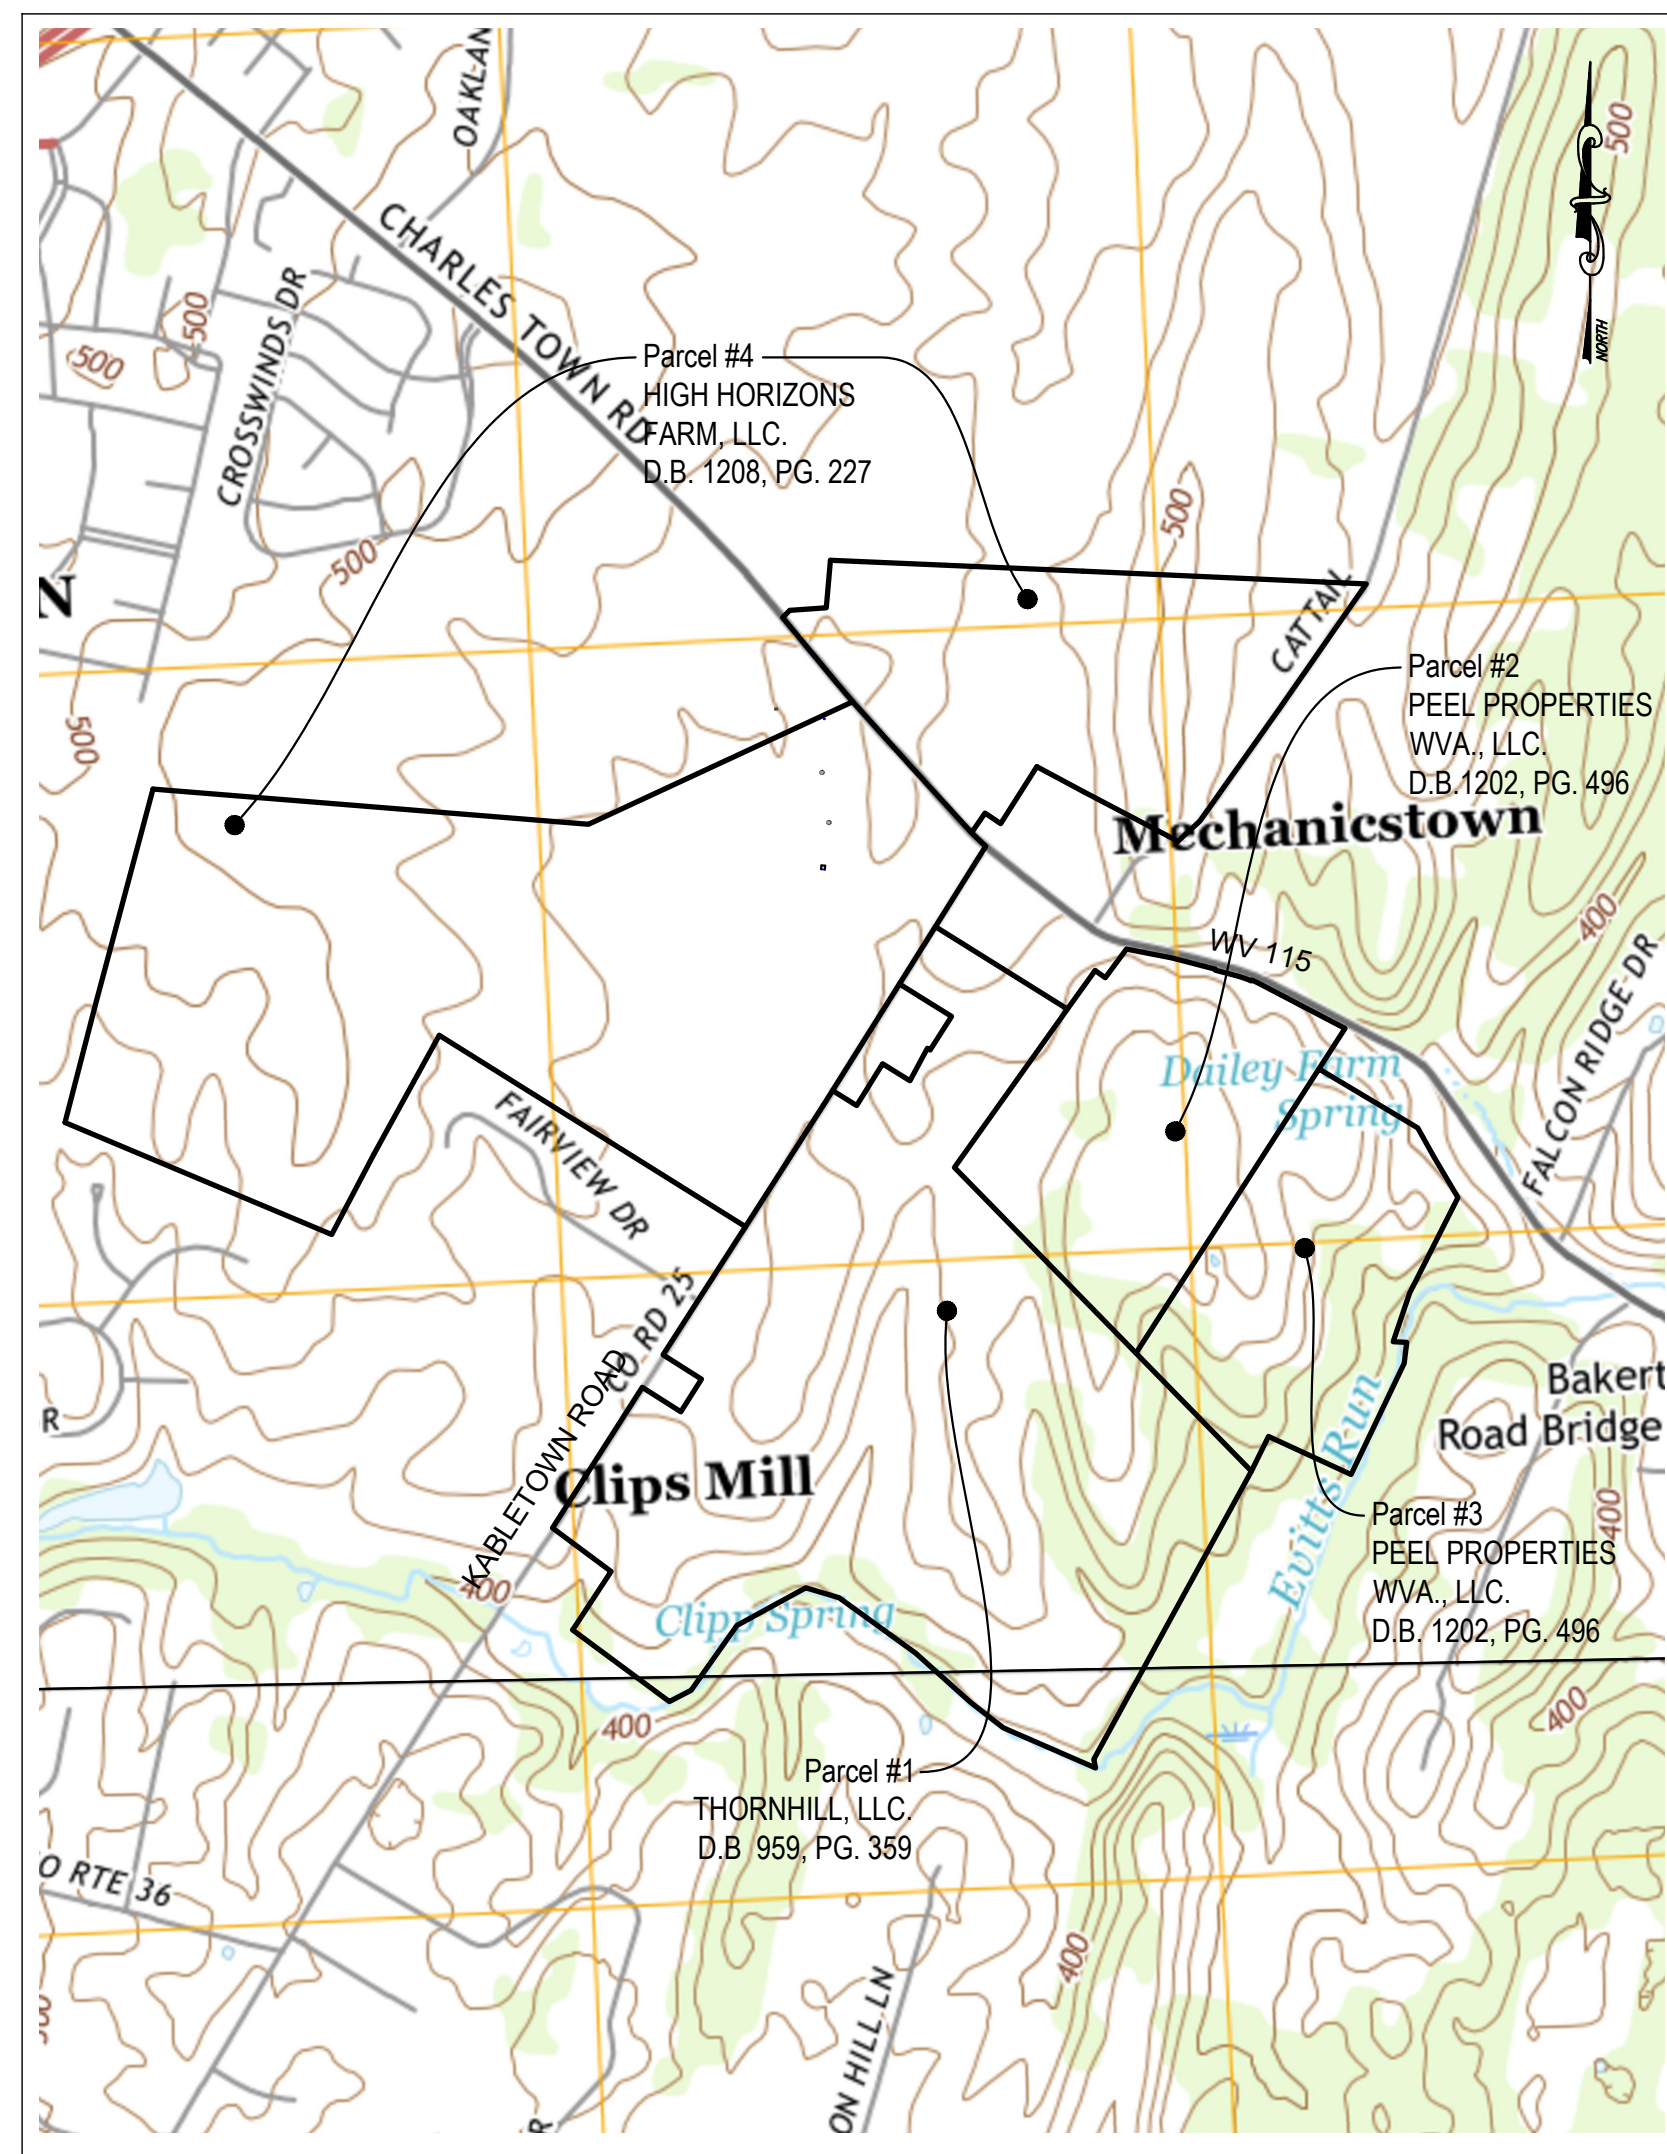 OAKLAN
500
NORTH
CHARLES TOWN RD
CROSSWINDS DR
500
500
Parcel #4
HIGH HORIZONS
FARM, LLC.
D.B. 1208, PG. 227
500
500
N
CATTAIL
Parcel #2
PEEL PROPERTIES
WVA., LLC.
D.B.1202, PG. 496
500
Mechanicstown
400
WV 115
FALCON RIDGE DR
Dailey Farm
Spring
FAIRVIEW DR
CO RD 25
KABLETOWN ROAD
R
Bakert
Road Bridge
Clips Mill
Evitts Run
400
Parcel #3
PEEL PROPERTIES
WVA., LLC.
D.B. 1202, PG. 496
400
Clipp Spring
400
400
Parcel #1
THORNHILL, LLC.
D.B 959, PG. 359
O RTE 36
400
ON HILL LN
R